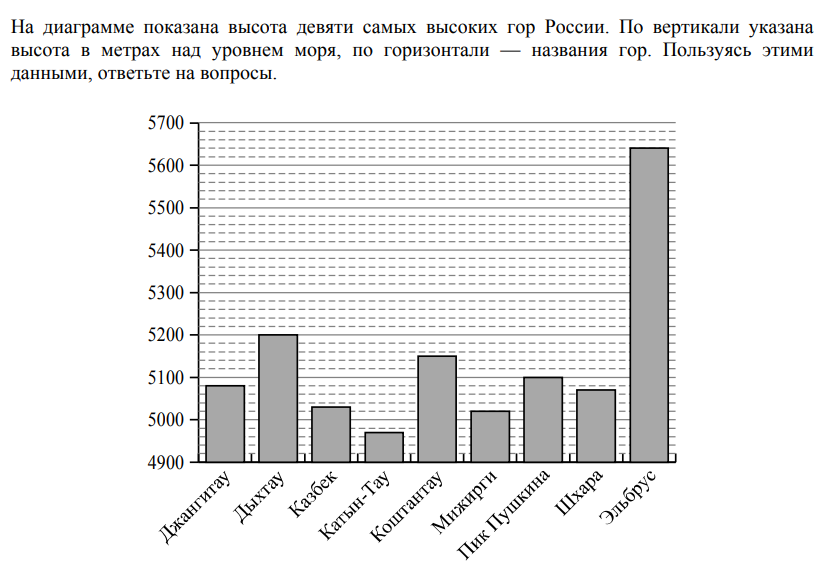 На диаграмме показана высота девяти самых высоких гор России. По вертикали указана
высота в метрах над уровнем моря, по горизонтали — названия гор. Пользуясь этими
данными, ответьте на вопросы.
5700
5600
5500
5400
5300
5200
5100
5000
4900
Джангитау
Дыхтау
Казбек
Катын-Тау
Коштантау
Мижирги
Пик Пушкина
Шхара
Эльбрус